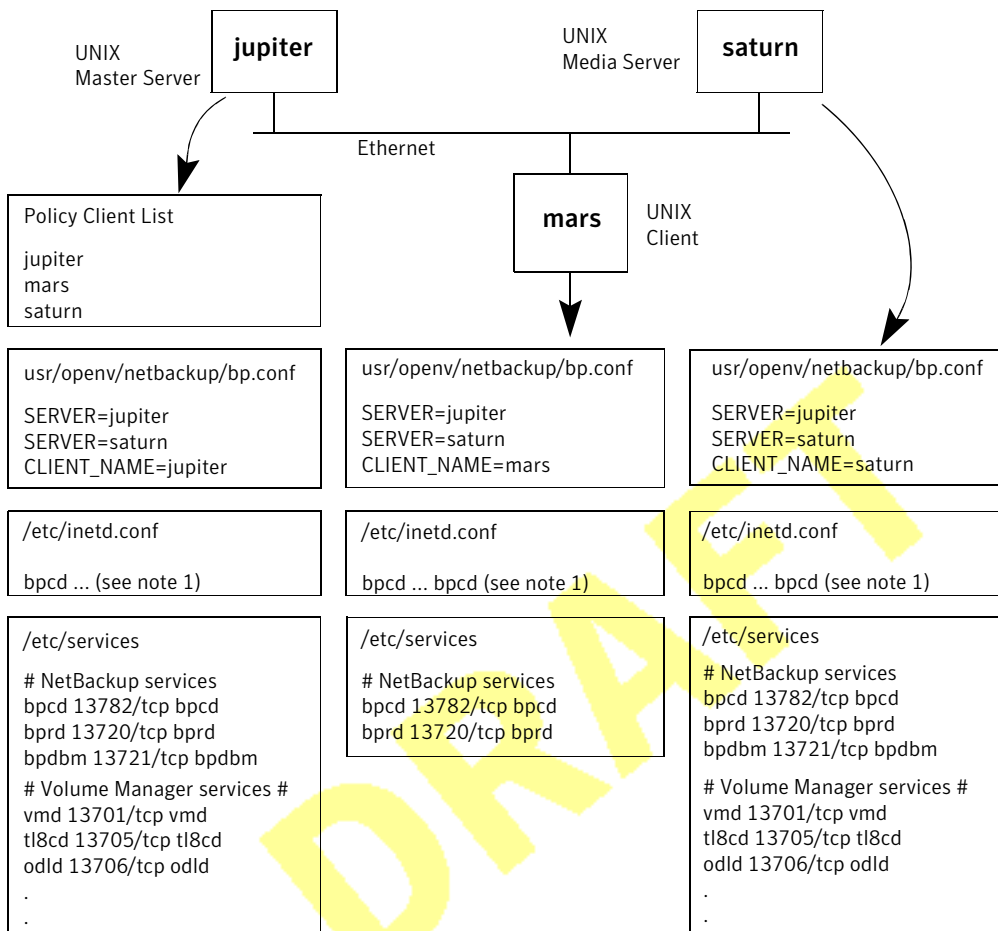 UNIX
Master Server
jupiter
UNIX
Media Server
saturn
Ethernet
mars
UNIX
Client
Policy Client List
jupiter
mars
saturn
usr/openv/netbackup/bp.conf
SERVER=jupiter
SERVER=saturn
CLIENT_NAME=jupiter
usr/openv/netbackup/bp.conf
SERVER=jupiter
SERVER=saturn
CLIENT_NAME=mars
usr/openv/netbackup/bp.conf
SERVER=jupiter
SERVER=saturn
CLIENT_NAME=saturn
/etc/inetd.conf
bpcd ... (see note 1)
/etc/inetd.conf
bpcd ... bpcd (see note 1)
/etc/inetd.conf
bpcd ... bpcd (see note 1)
/etc/services
# NetBackup services
bpcd 13782/tcp bpcd
bprd 13720/tcp bprd
bpdbm 13721/tcp bpdbm
# Volume Manager services #
vmd 13701/tcp vmd
tl8cd 13705/tcp tl8cd
odld 13706/tcp odld
.
.
/etc/services
# NetBackup services
bpcd 13782/tcp bpcd
bprd 13720/tcp bprd
/etc/services
# NetBackup services
bpcd 13782/tcp bpcd
bprd 13720/tcp bprd
bpdbm 13721/tcp bpdbm
# Volume Manager services #
vmd 13701/tcp vmd
tl8cd 13705/tcp tl8cd
odld 13706/tcp odld
.
.
DRAFT